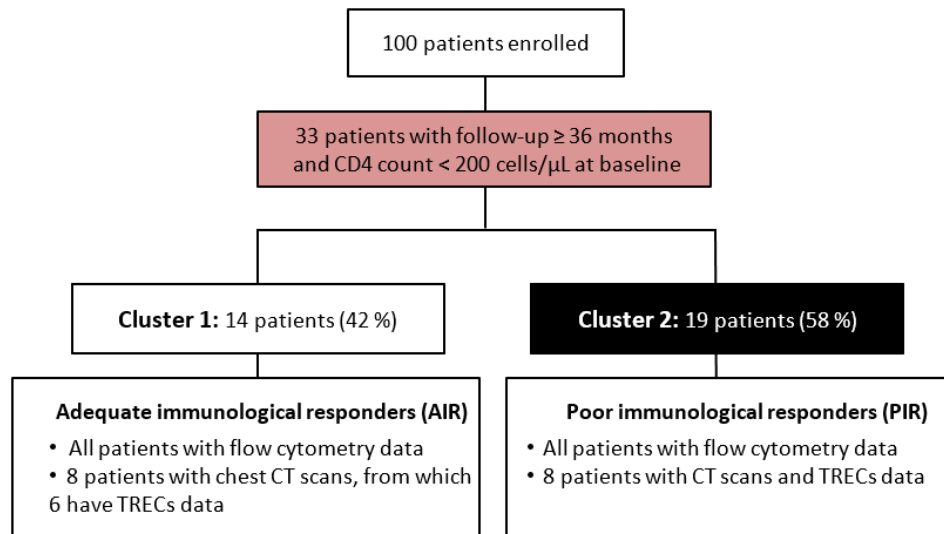 100 patients enrolled
33 patients with follow-up ≥ 36 months
and CD4 count < 200 cells/µL at baseline
Cluster 1: 14 patients (42 %)
Cluster 2: 19 patients (58 %)
Adequate immunological responders (AIR)
• All patients with flow cytometry data
• 8 patients with chest CT scans, from which
6 have TRECs data
Poor immunological responders (PIR)
• All patients with flow cytometry data
• 8 patients with CT scans and TRECs data